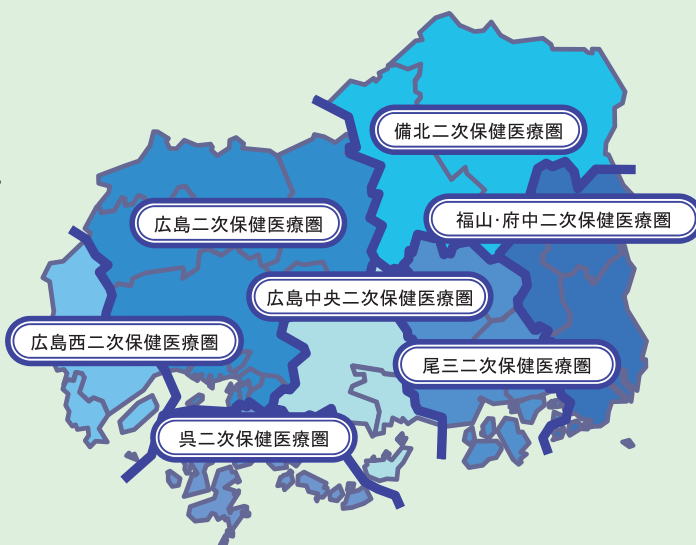 備北二次保健医療圏
福山・府中二次保健医療圏
広島二次保健医療圏
広島中央二次保健医療圏
広島西二次保健医療圏
尾三二次保健医療圏
呉二次保健医療圏